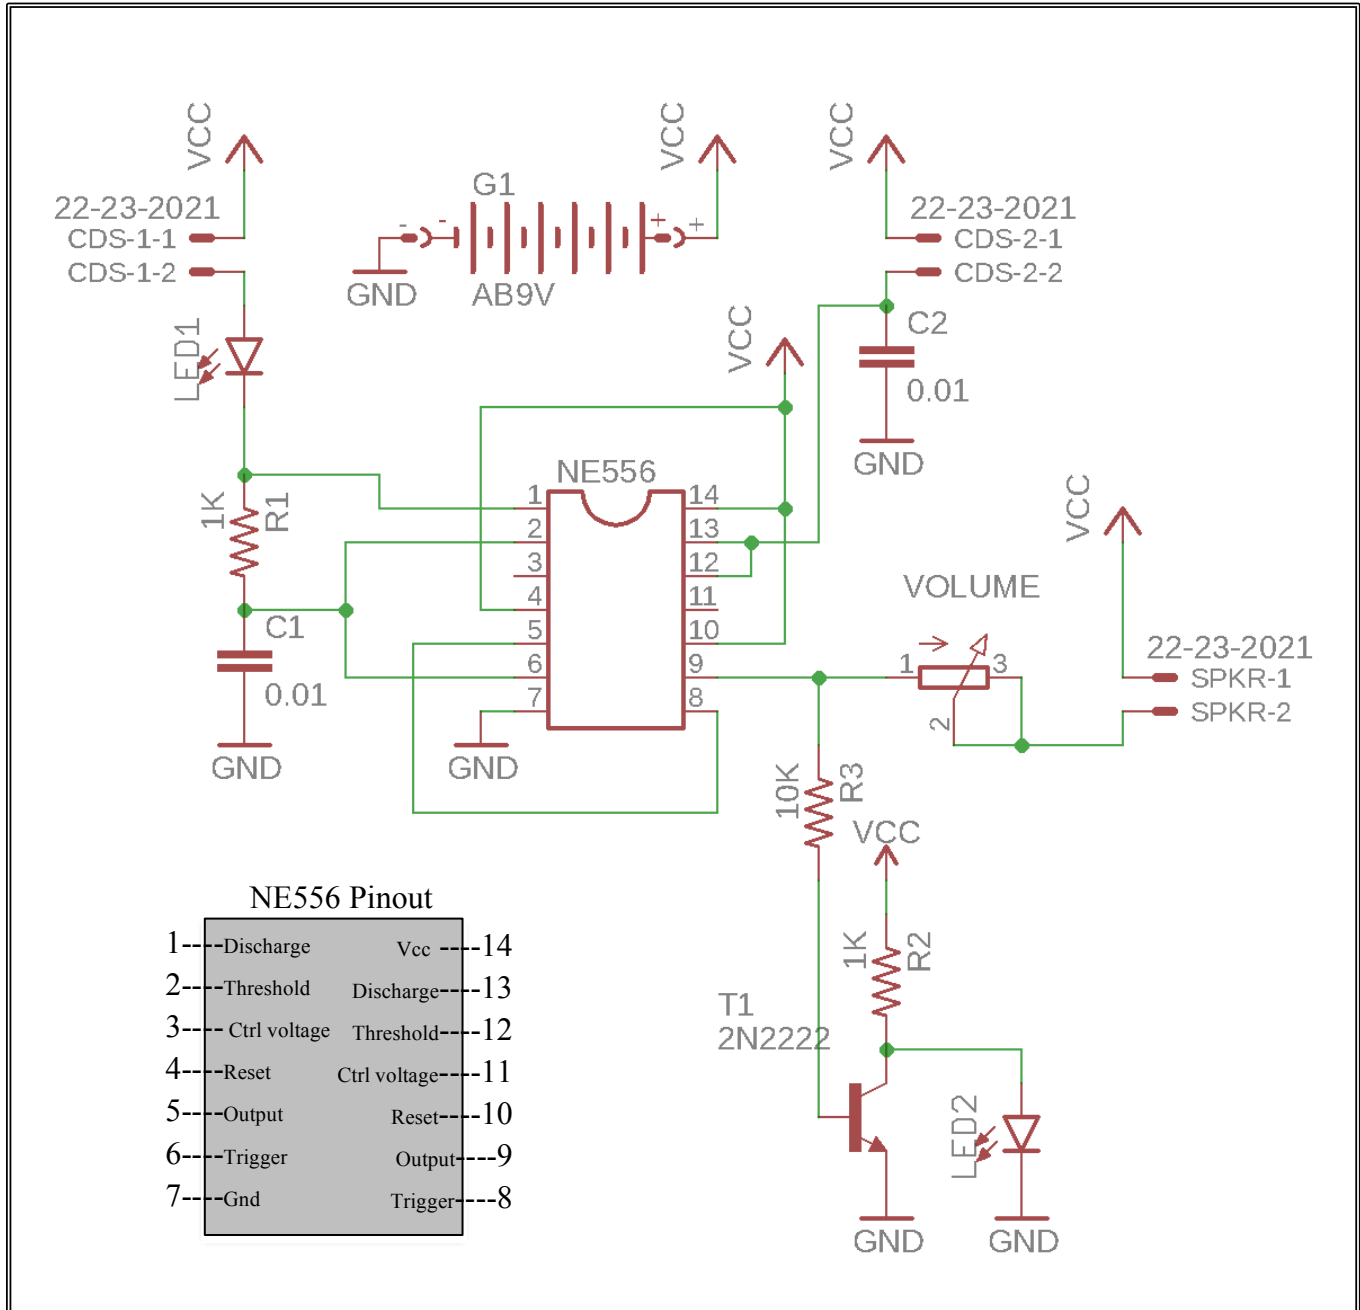 VCC
22-23-2021
CDS-1-1
CDS-1-2
LED1
1K
R1
C1
0.01
GND
G1
- -
+ +
AB9V
GND
VCC
VCC
22-23-2021
CDS-2-1
CDS-2-2
C2
0.01
GND
VCC
NE556
1 14
2 13
3 12
4 11
5 10
6 9
7 8
GND
VOLUME
1 3
2
VCC
22-23-2021
SPKR-1
SPKR-2
10K
R3
VCC
1K
R2
T1
2N2222
LED2
GND
GND
NE556 Pinout
1----Discharge Vcc ----14
2----Threshold Discharge----13
3---- Ctrl voltage Threshold----12
4----Reset Ctrl voltage----11
5----Output Reset----10
6----Trigger Output----9
7----Gnd Trigger----8